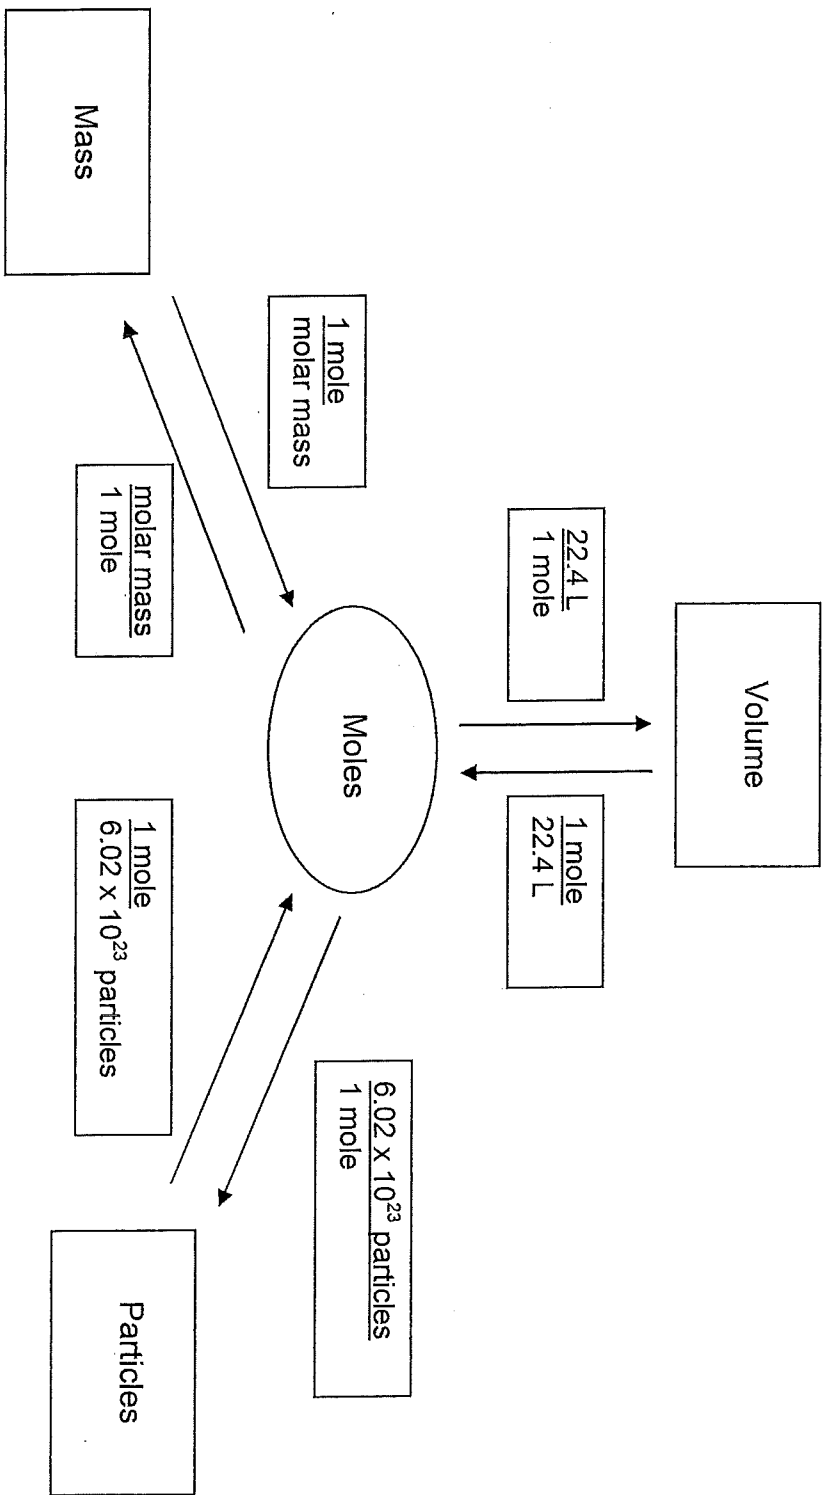 Volume
22.4 L
1 mole
1 mole
22.4 L
1 mole
molar mass
Moles
6.02 x 10²³ particles
1 mole
Mass
molar mass
1 mole
1 mole
6.02 x 10²³ particles
Particles